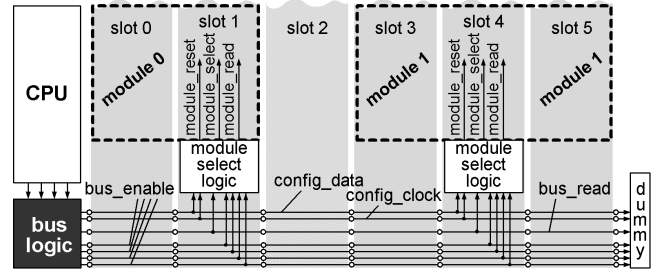 slot 0
slot 1
slot 2
slot 3
slot 4
slot 5
CPU
module 0
module_reset
module_select
module_read
module 1
module_reset
module_select
module_read
module 1
module
select
logic
module
select
logic
bus_enable
config_data
config_clock
bus_read
bus
logic
dummy